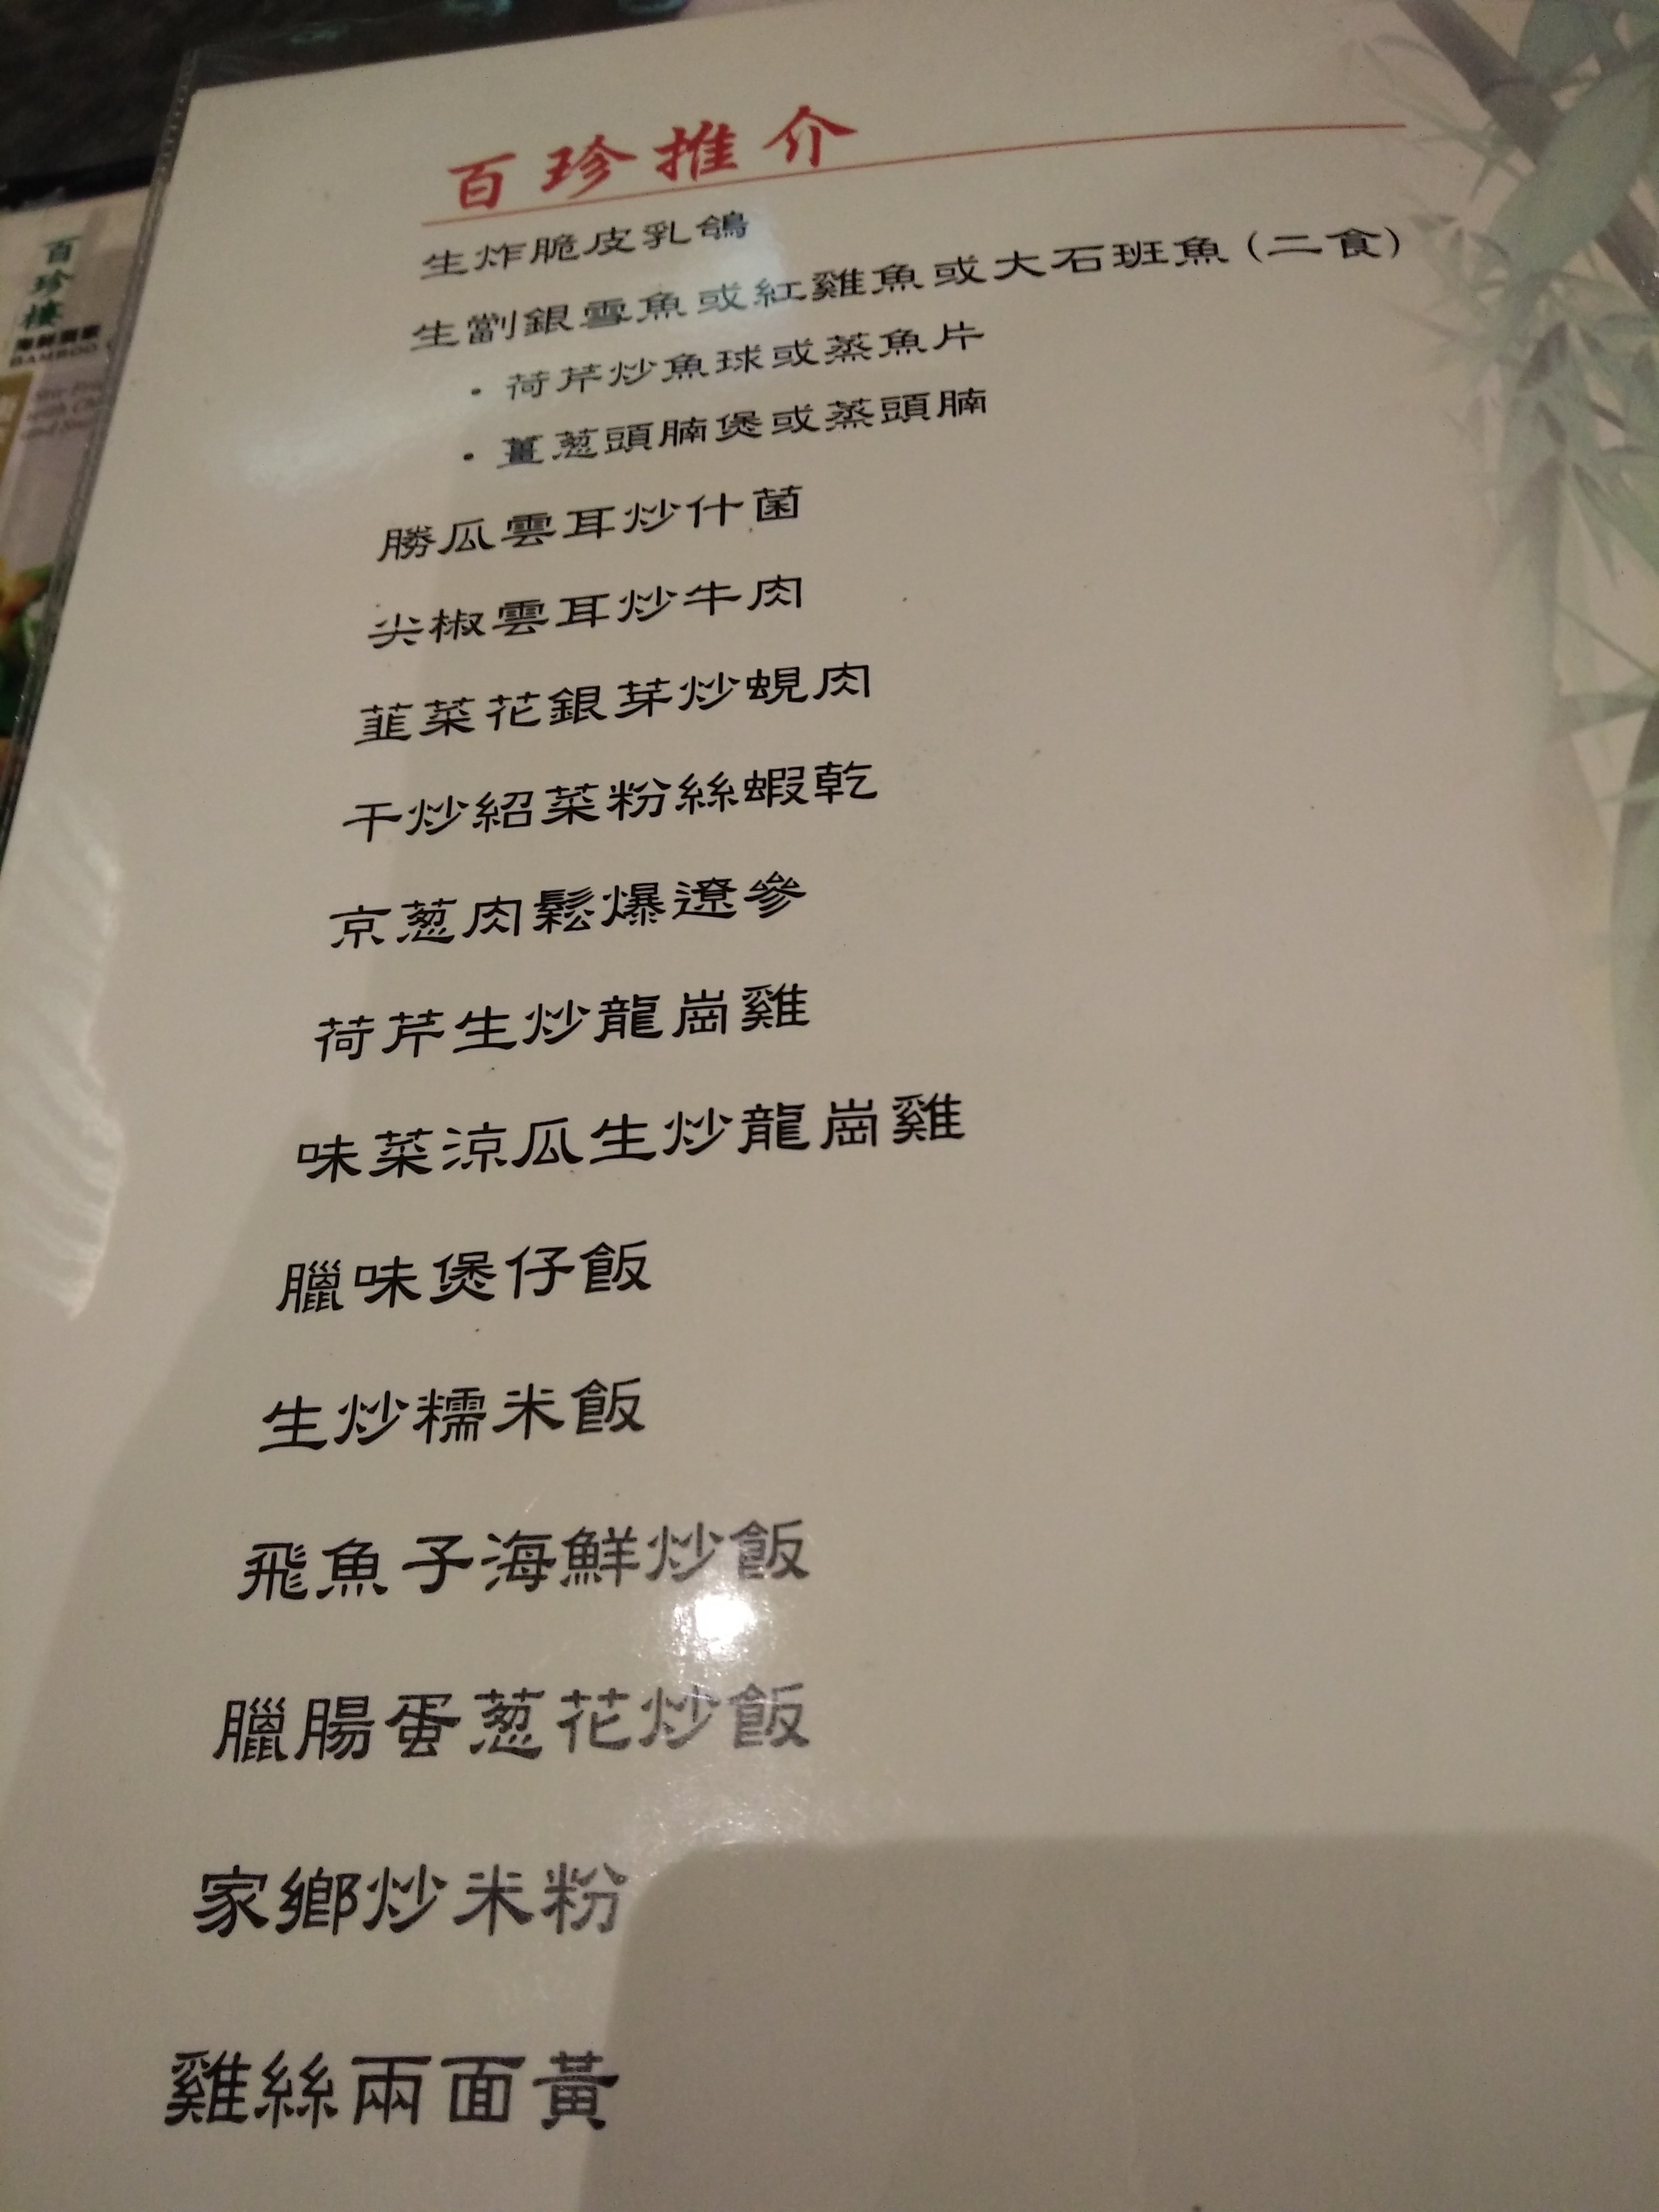 百珍推介
生炸脆皮乳鴿
生劏銀雪魚或紅雞魚或大石班魚(二食)
・荷芹炒魚球或蒸魚片
・薑葱頭腩煲或蒸頭腩
勝瓜雲耳炒什菌
尖椒雲耳炒牛肉
韮菜花銀芽炒蜆肉
干炒紹菜粉絲蝦乾
京葱肉鬆爆遼參
荷芹生炒龍崗雞
味菜涼瓜生炒龍崗雞
臘味煲仔飯
生炒糯米飯
飛魚子海鮮炒飯
臘腸蛋葱花炒飯
家鄉炒米粉
雞絲兩面黃
百珍樓
BAMBOO